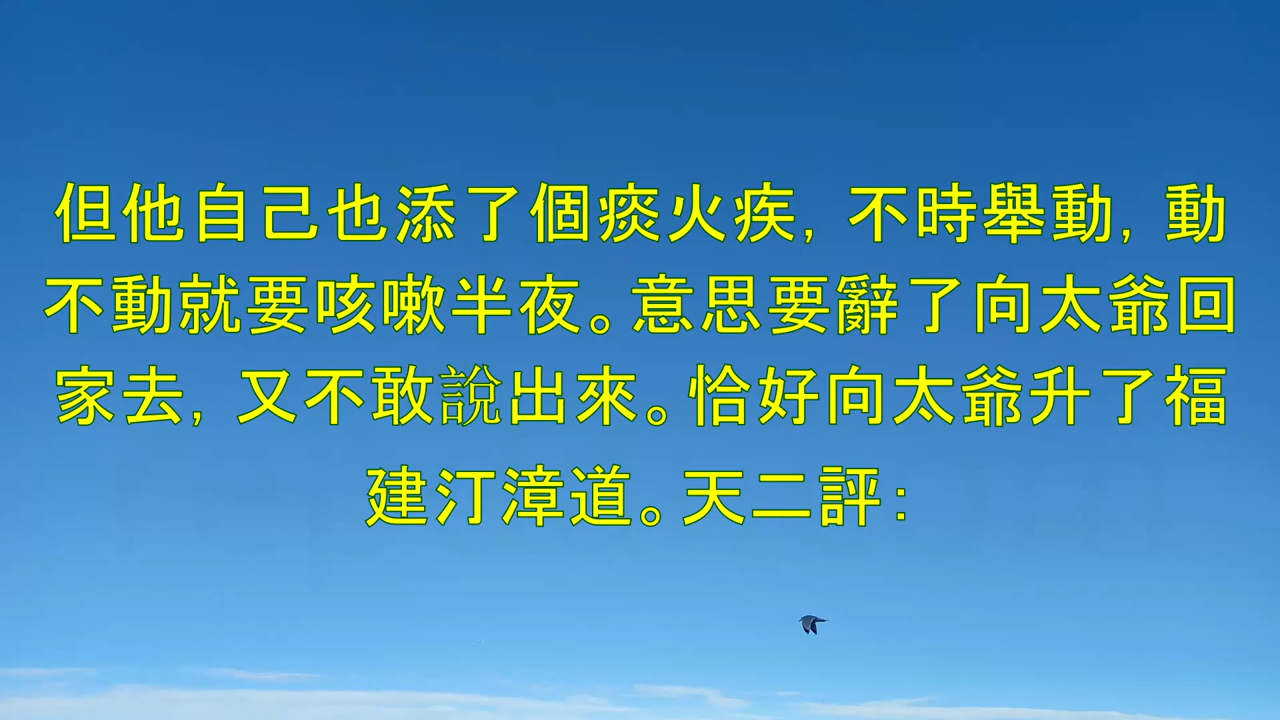 但他自己也添了個痰火疾，不時舉動，動
不動就要咳嗽半夜。意思要辭了向太爺回
家去，又不敢說出來。恰好向太爺升了福
建汀漳道。天二評：